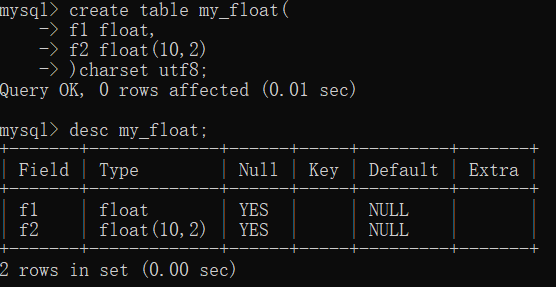 mysql> create table my_float(
    -> f1 float,
    -> f2 float(10,2)
    -> )charset utf8;
Query OK, 0 rows affected (0.01 sec)

mysql> desc my_float;
+-------+-------------+------+-----+---------+-------+
| Field | Type        | Null | Key | Default | Extra |
+-------+-------------+------+-----+---------+-------+
| f1    | float       | YES  |     | NULL    |       |
| f2    | float(10,2) | YES  |     | NULL    |       |
+-------+-------------+------+-----+---------+-------+
2 rows in set (0.00 sec)